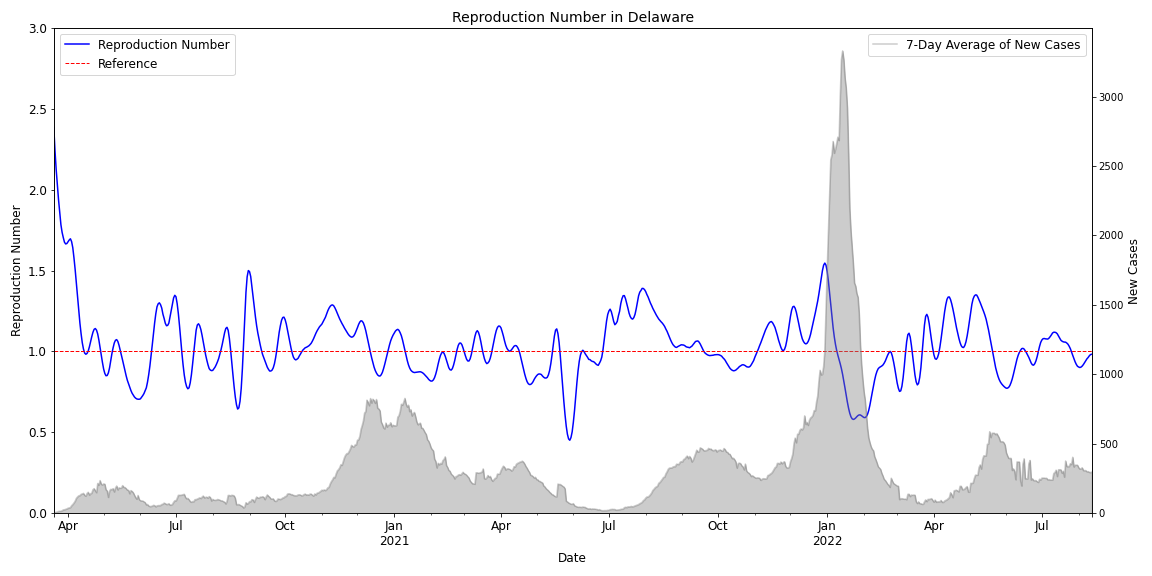 Reproduction Number in Delaware
Reproduction Number
Reference
7-Day Average of New Cases
3.0
2.5
2.0
1.5
1.0
0.5
0.0
Reproduction Number
3000
2500
2000
1500
1000
500
0
New Cases
Apr Jul Oct Jan Apr Jul Oct Jan Apr Jul
2021 2022
Date